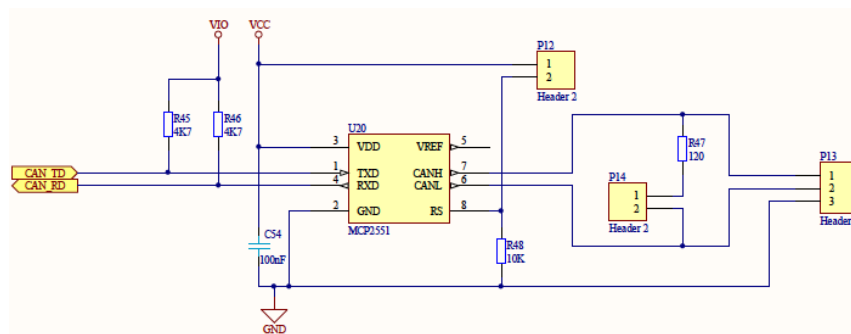 VIO VCC
P12
1
2
Header 2
R45
4K7
R46
4K7
U20
3 VDD VREF 5
CAN_TD
1 TXD CANH 7
CAN_RD
4 RXD CANL 6
2 GND RS 8
MCP2551
R47
120
P14
1
2
Header 2
P13
1
2
3
Header
C54
100nF
R48
10K
GND